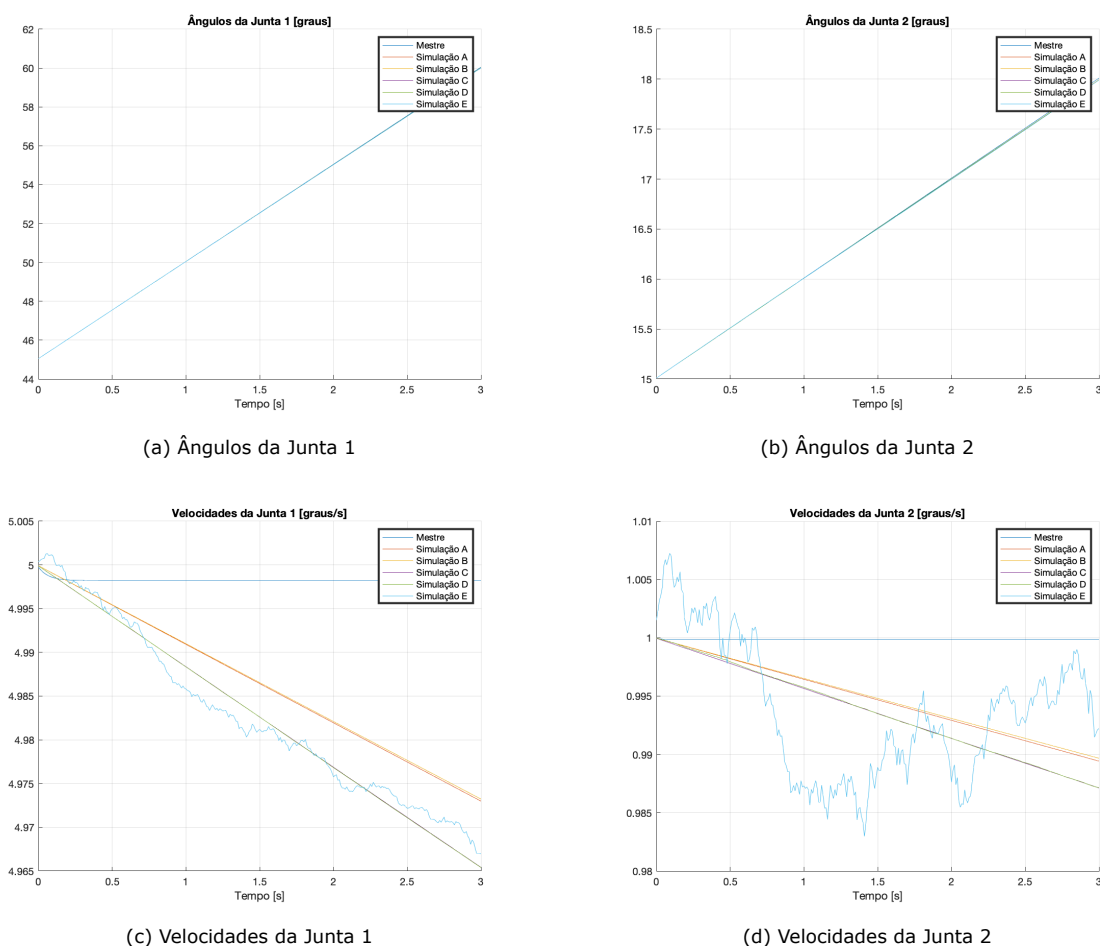 Ângulos da Junta 1 [graus]
62
60
58
56
54
52
50
48
46
44
0 0.5 1 1.5 2 2.5 3
Tempo [s]
Mestre
Simulação A
Simulação B
Simulação C
Simulação D
Simulação E
(a) Ângulos da Junta 1
Ângulos da Junta 2 [graus]
18.5
18
17.5
17
16.5
16
15.5
15
0 0.5 1 1.5 2 2.5 3
Tempo [s]
Mestre
Simulação A
Simulação B
Simulação C
Simulação D
Simulação E
(b) Ângulos da Junta 2
Velocidades da Junta 1 [graus/s]
5.005
5
4.995
4.99
4.985
4.98
4.975
4.97
4.965
0 0.5 1 1.5 2 2.5 3
Tempo [s]
Mestre
Simulação A
Simulação B
Simulação C
Simulação D
Simulação E
(c) Velocidades da Junta 1
Velocidades da Junta 2 [graus/s]
1.01
1.005
1
0.995
0.99
0.985
0.98
0 0.5 1 1.5 2 2.5 3
Tempo [s]
Mestre
Simulação A
Simulação B
Simulação C
Simulação D
Simulação E
(d) Velocidades da Junta 2